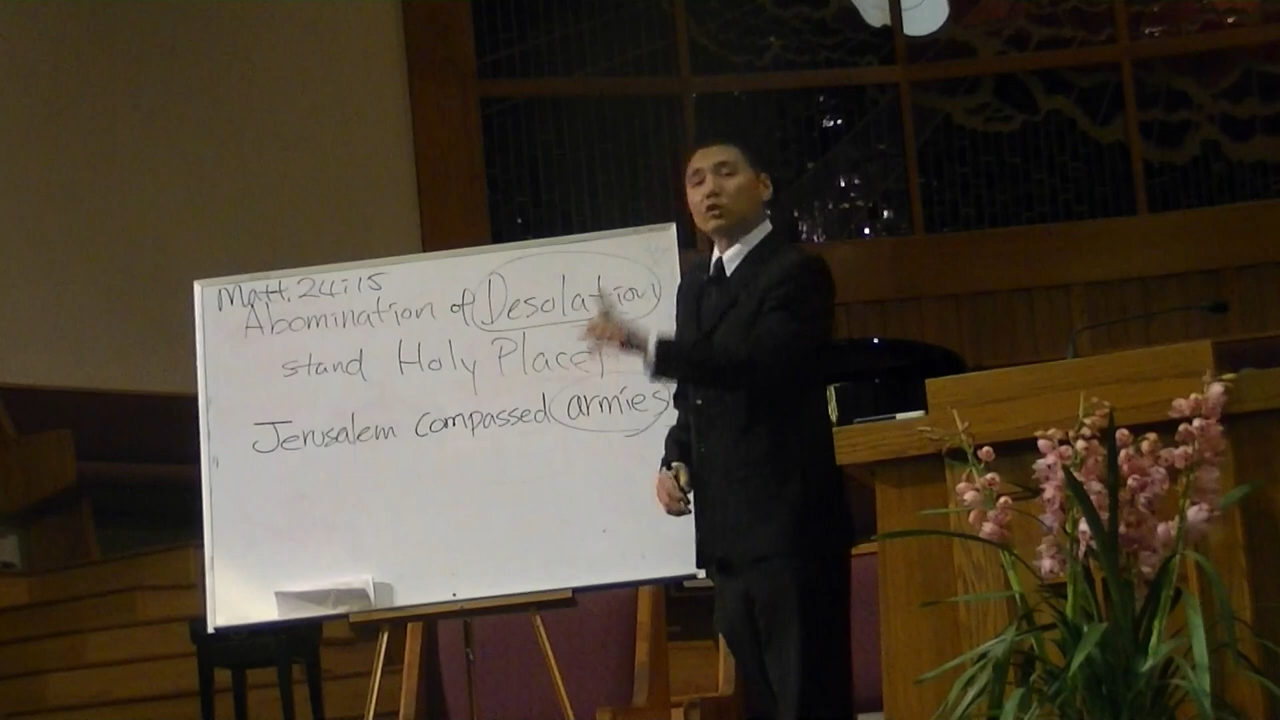 Matt. 24:15
Abomination of Desolation
stand Holy Place
Jerusalem compassed armies